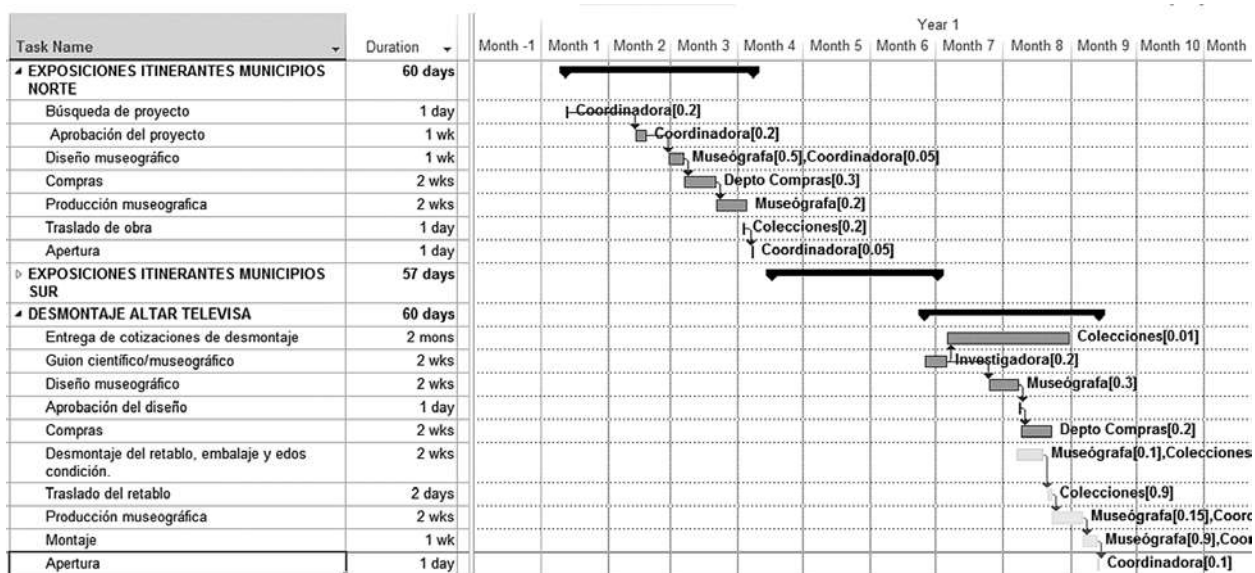 Year 1
Task Name Duration Month -1 Month 1 Month 2 Month 3 Month 4 Month 5 Month 6 Month 7 Month 8 Month 9 Month 10 Month
EXPOSICIONES ITINERANTES MUNICIPIOS 60 days
NORTE
Búsqueda de proyecto 1 day Coordinadora[0.2]
Aprobación del proyecto 1 wk Coordinadora[0.2]
Diseño museográfico 1 wk Museógrafa[0.5],Coordinadora[0.05]
Compras 2 wks Depto Compras[0.3]
Producción museografica 2 wks Museógrafa[0.2]
Traslado de obra 1 day Colecciones[0.2]
Apertura 1 day Coordinadora[0.05]
EXPOSICIONES ITINERANTES MUNICIPIOS 57 days
SUR
DESMONTAJE ALTAR TELEVISA 60 days
Entrega de cotizaciones de desmontaje 2 mons Colecciones[0.01]
Guion científico/museográfico 2 wks Investigadora[0.2]
Diseño museográfico 2 wks Museógrafa[0.3]
Aprobación del diseño 1 day
Compras 2 wks Depto Compras[0.2]
Desmontaje del retablo, embalaje y edos 2 wks Museógrafa[0.1],Colecciones
condición.
Traslado del retablo 2 days Colecciones[0.9]
Producción museográfica 2 wks Museógrafa[0.15],Coord
Montaje 1 wk Museógrafa[0.9],Coor
Apertura 1 day Coordinadora[0.1]